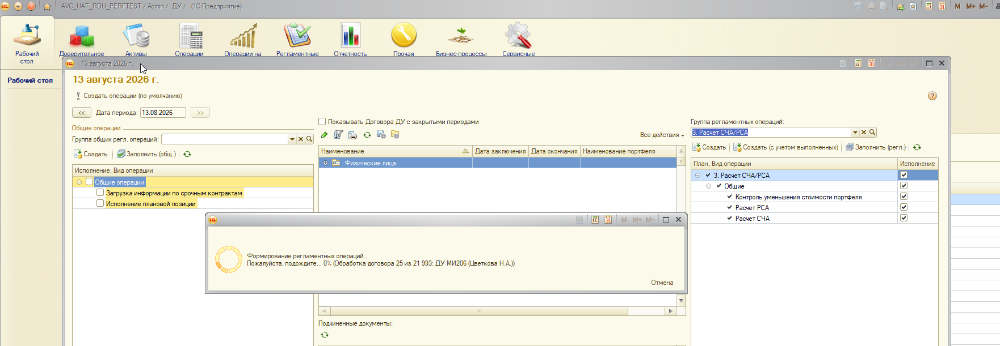 AVC_UAT_RDU_PERFTEST / Admin / ДУ / (1С:Предприятие)
M M+ M-
Рабочий стол
Доверительное
Активы
Операции
Операции на
Регламентные
Отчетность
Прочая
Бизнес-процессы
Сервисные
Рабочий стол
13 августа 2026 г.
M M+ M-
13 августа 2026 г.
Создать операции (по умолчанию)
<< Дата периода: 13.08.2026 >>
Общие операции
Группа общих регл. операций:
Создать Заполнить (общ.)
Исполнение, Вид операции
Общие операции
Загрузка информации по срочным контрактам
Исполнение плановой позиции
Показывать Договора ДУ с закрытыми периодами
Все действия
Наименование Дата заключения Дата окончания Наименование портфеля
Физические лица
Группа регламентных операций:
3. Расчет СЧА/РСА
Создать Создать (с учетом выполненных) Заполнить (регл.)
План, Вид операции Исполнение
3. Расчет СЧА/РСА
Общие
Контроль уменьшения стоимости портфеля
Расчет РСА
Расчет СЧА
M M+ M-
Формирование регламентных операций...
Пожалуйста, подождите... 0% (Обработка договора 25 из 21 993: ДУ МИ206 (Цветкова Н.А.))
Отмена
Подчиненные документы: